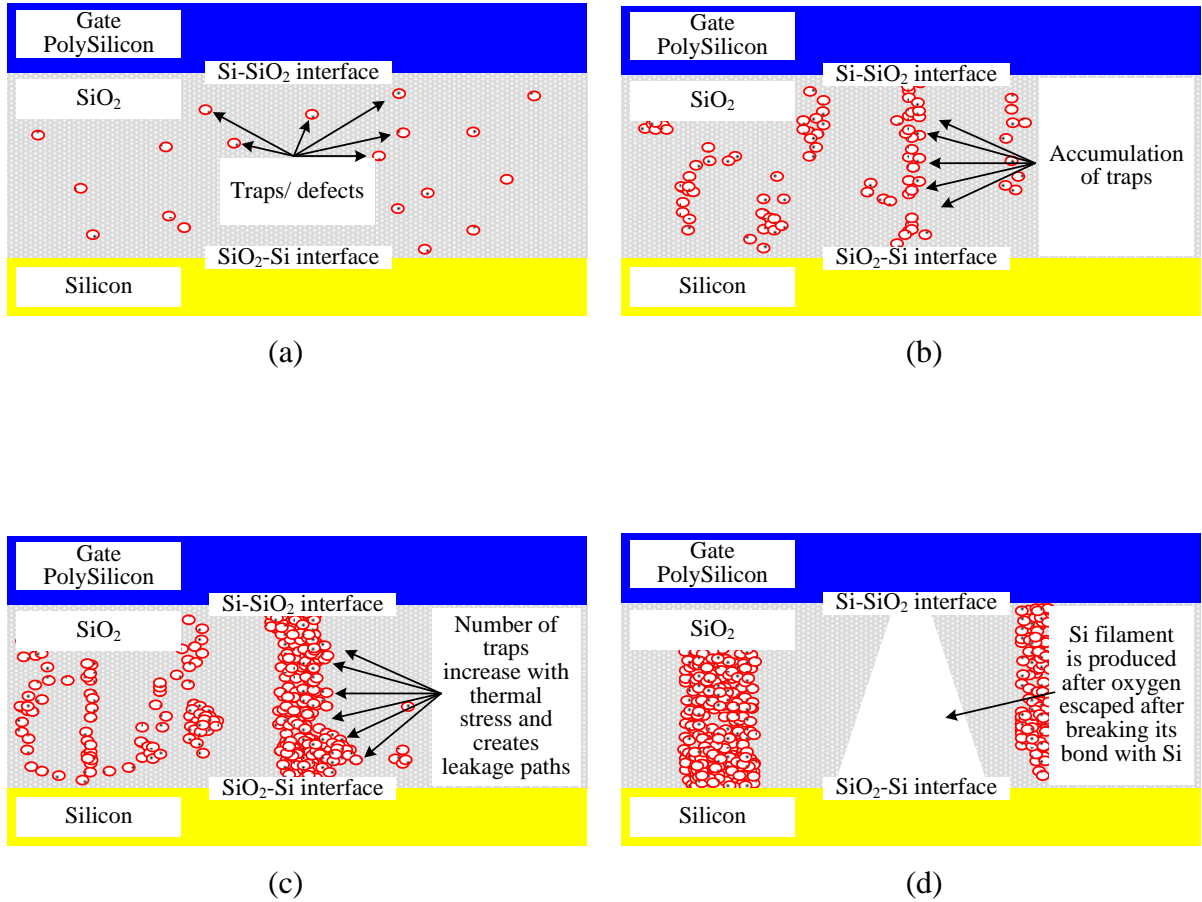 Gate
PolySilicon
Si-SiO₂ interface
SiO₂
Traps/ defects
SiO₂-Si interface
Silicon
(a)
Gate
PolySilicon
Si-SiO₂ interface
SiO₂
Accumulation
of traps
SiO₂-Si interface
Silicon
(b)
Gate
PolySilicon
Si-SiO₂ interface
SiO₂
Number of
traps
increase with
thermal
stress and
creates
leakage paths
SiO₂-Si interface
Silicon
(c)
Gate
PolySilicon
Si-SiO₂ interface
SiO₂
Si filament
is produced
after oxygen
escaped after
breaking its
bond with Si
SiO₂-Si interface
Silicon
(d)